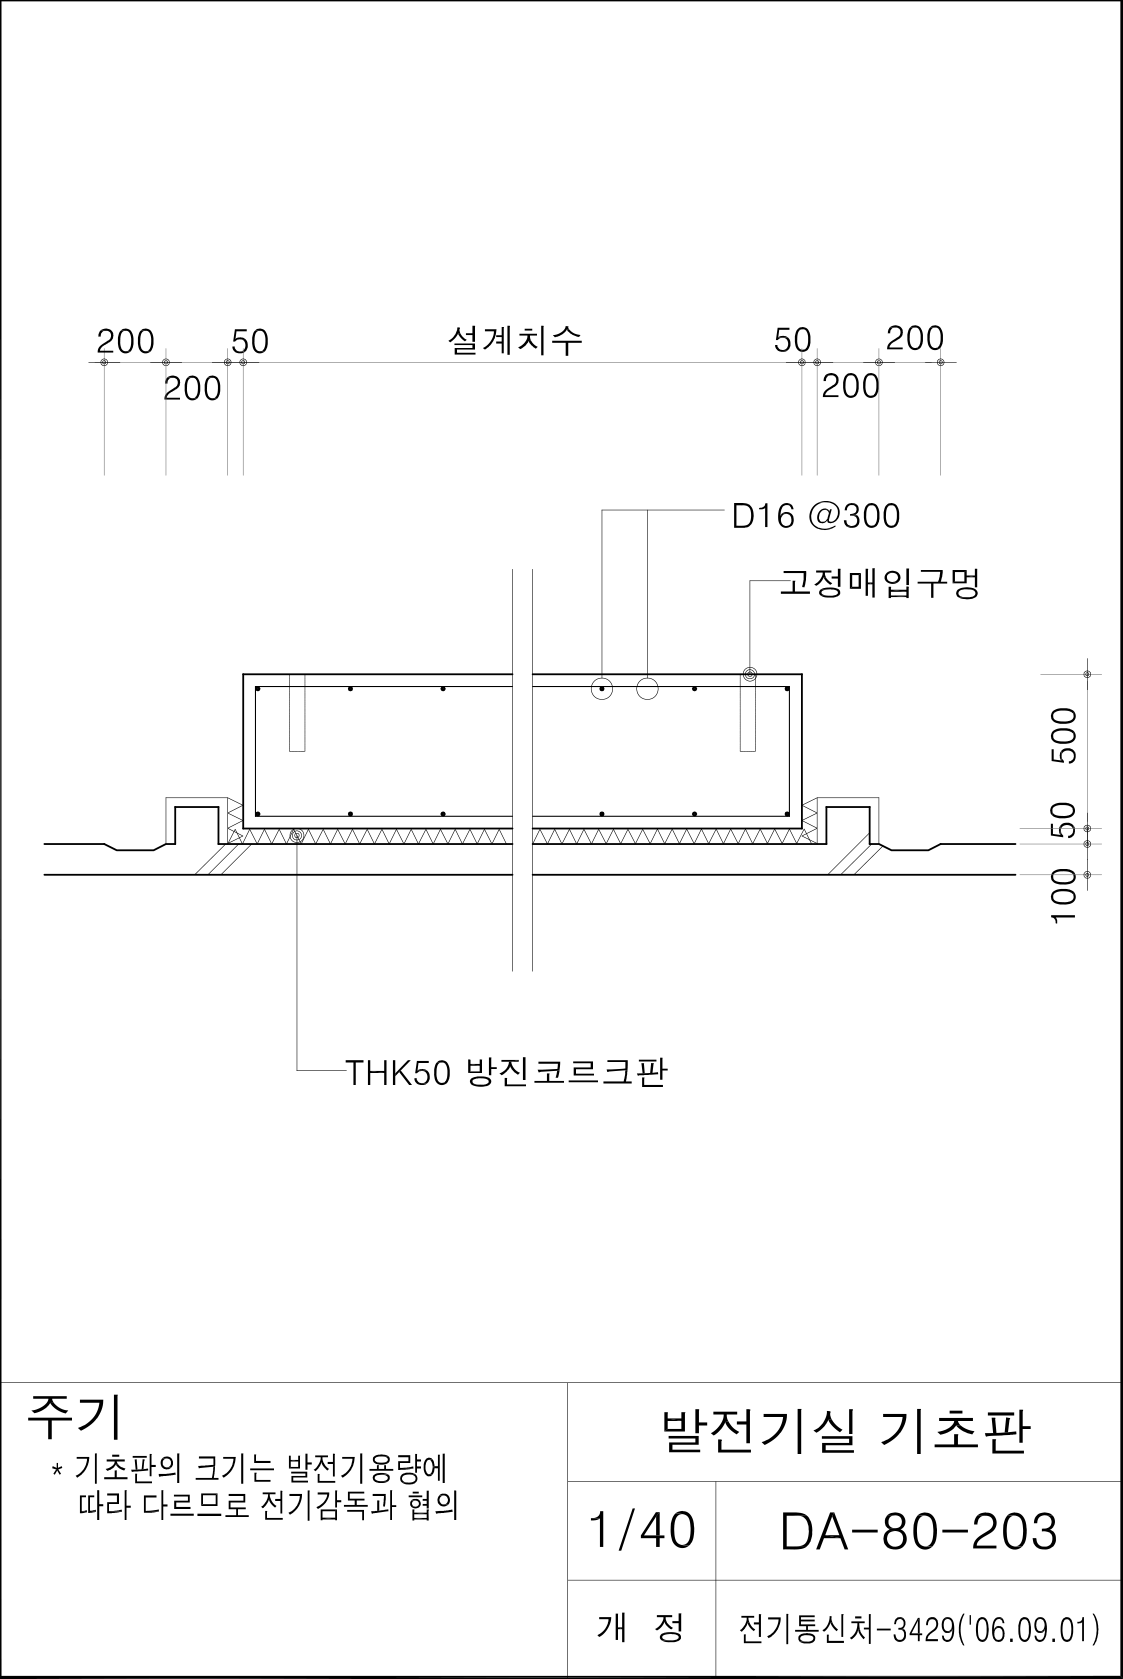 200
50
설계치수
50
200
200
200
D16 @300
고정매입구멍
500
50
100
THK50 방진코르크판
주기
* 기초판의 크기는 발전기용량에
따라 다르므로 전기감독과 협의
발전기실 기초판
1/40
DA-80-203
개 정
전기통신처-3429('06.09.01)